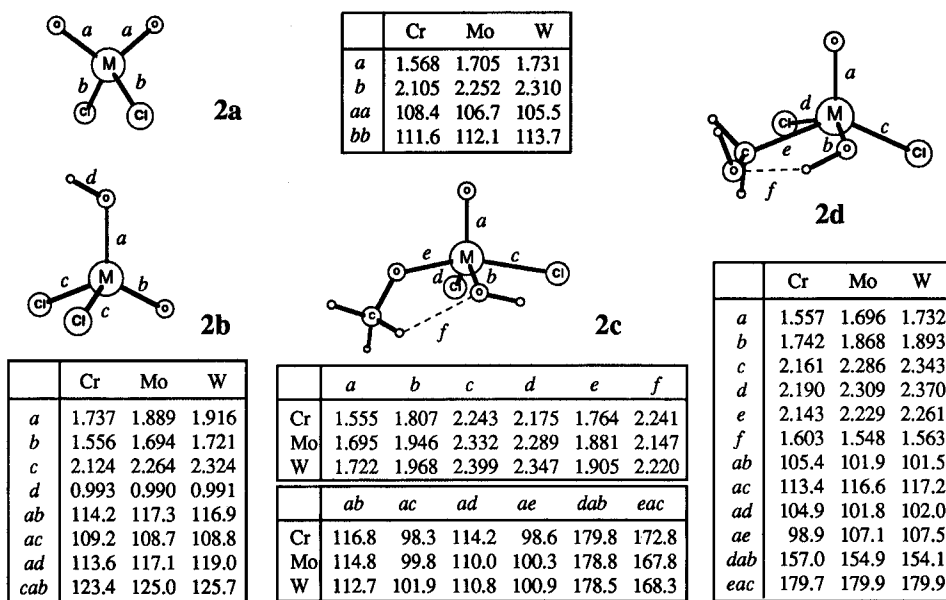 O O
a a
M
b b
Cl Cl
2a
Cr Mo W
a 1.568 1.705 1.731
b 2.105 2.252 2.310
aa 108.4 106.7 105.5
bb 111.6 112.1 113.7
O
a
d
Cl M
c
e b
C O Cl
O
f
2d
d
O
a
M
c b
Cl c O
Cl
2b
O
a
O e M c
d b Cl
Cl O
C
f
2c
Cr Mo W
a 1.737 1.889 1.916
b 1.556 1.694 1.721
c 2.124 2.264 2.324
d 0.993 0.990 0.991
ab 114.2 117.3 116.9
ac 109.2 108.7 108.8
ad 113.6 117.1 119.0
cab 123.4 125.0 125.7
a b c d e f
Cr 1.555 1.807 2.243 2.175 1.764 2.241
Mo 1.695 1.946 2.332 2.289 1.881 2.147
W 1.722 1.968 2.399 2.347 1.905 2.220
ab ac ad ae dab eac
Cr 116.8 98.3 114.2 98.6 179.8 172.8
Mo 114.8 99.8 110.0 100.3 178.8 167.8
W 112.7 101.9 110.8 100.9 178.5 168.3
Cr Mo W
a 1.557 1.696 1.732
b 1.742 1.868 1.893
c 2.161 2.286 2.343
d 2.190 2.309 2.370
e 2.143 2.229 2.261
f 1.603 1.548 1.563
ab 105.4 101.9 101.5
ac 113.4 116.6 117.2
ad 104.9 101.8 102.0
ae 98.9 107.1 107.5
dab 157.0 154.9 154.1
eac 179.7 179.9 179.9